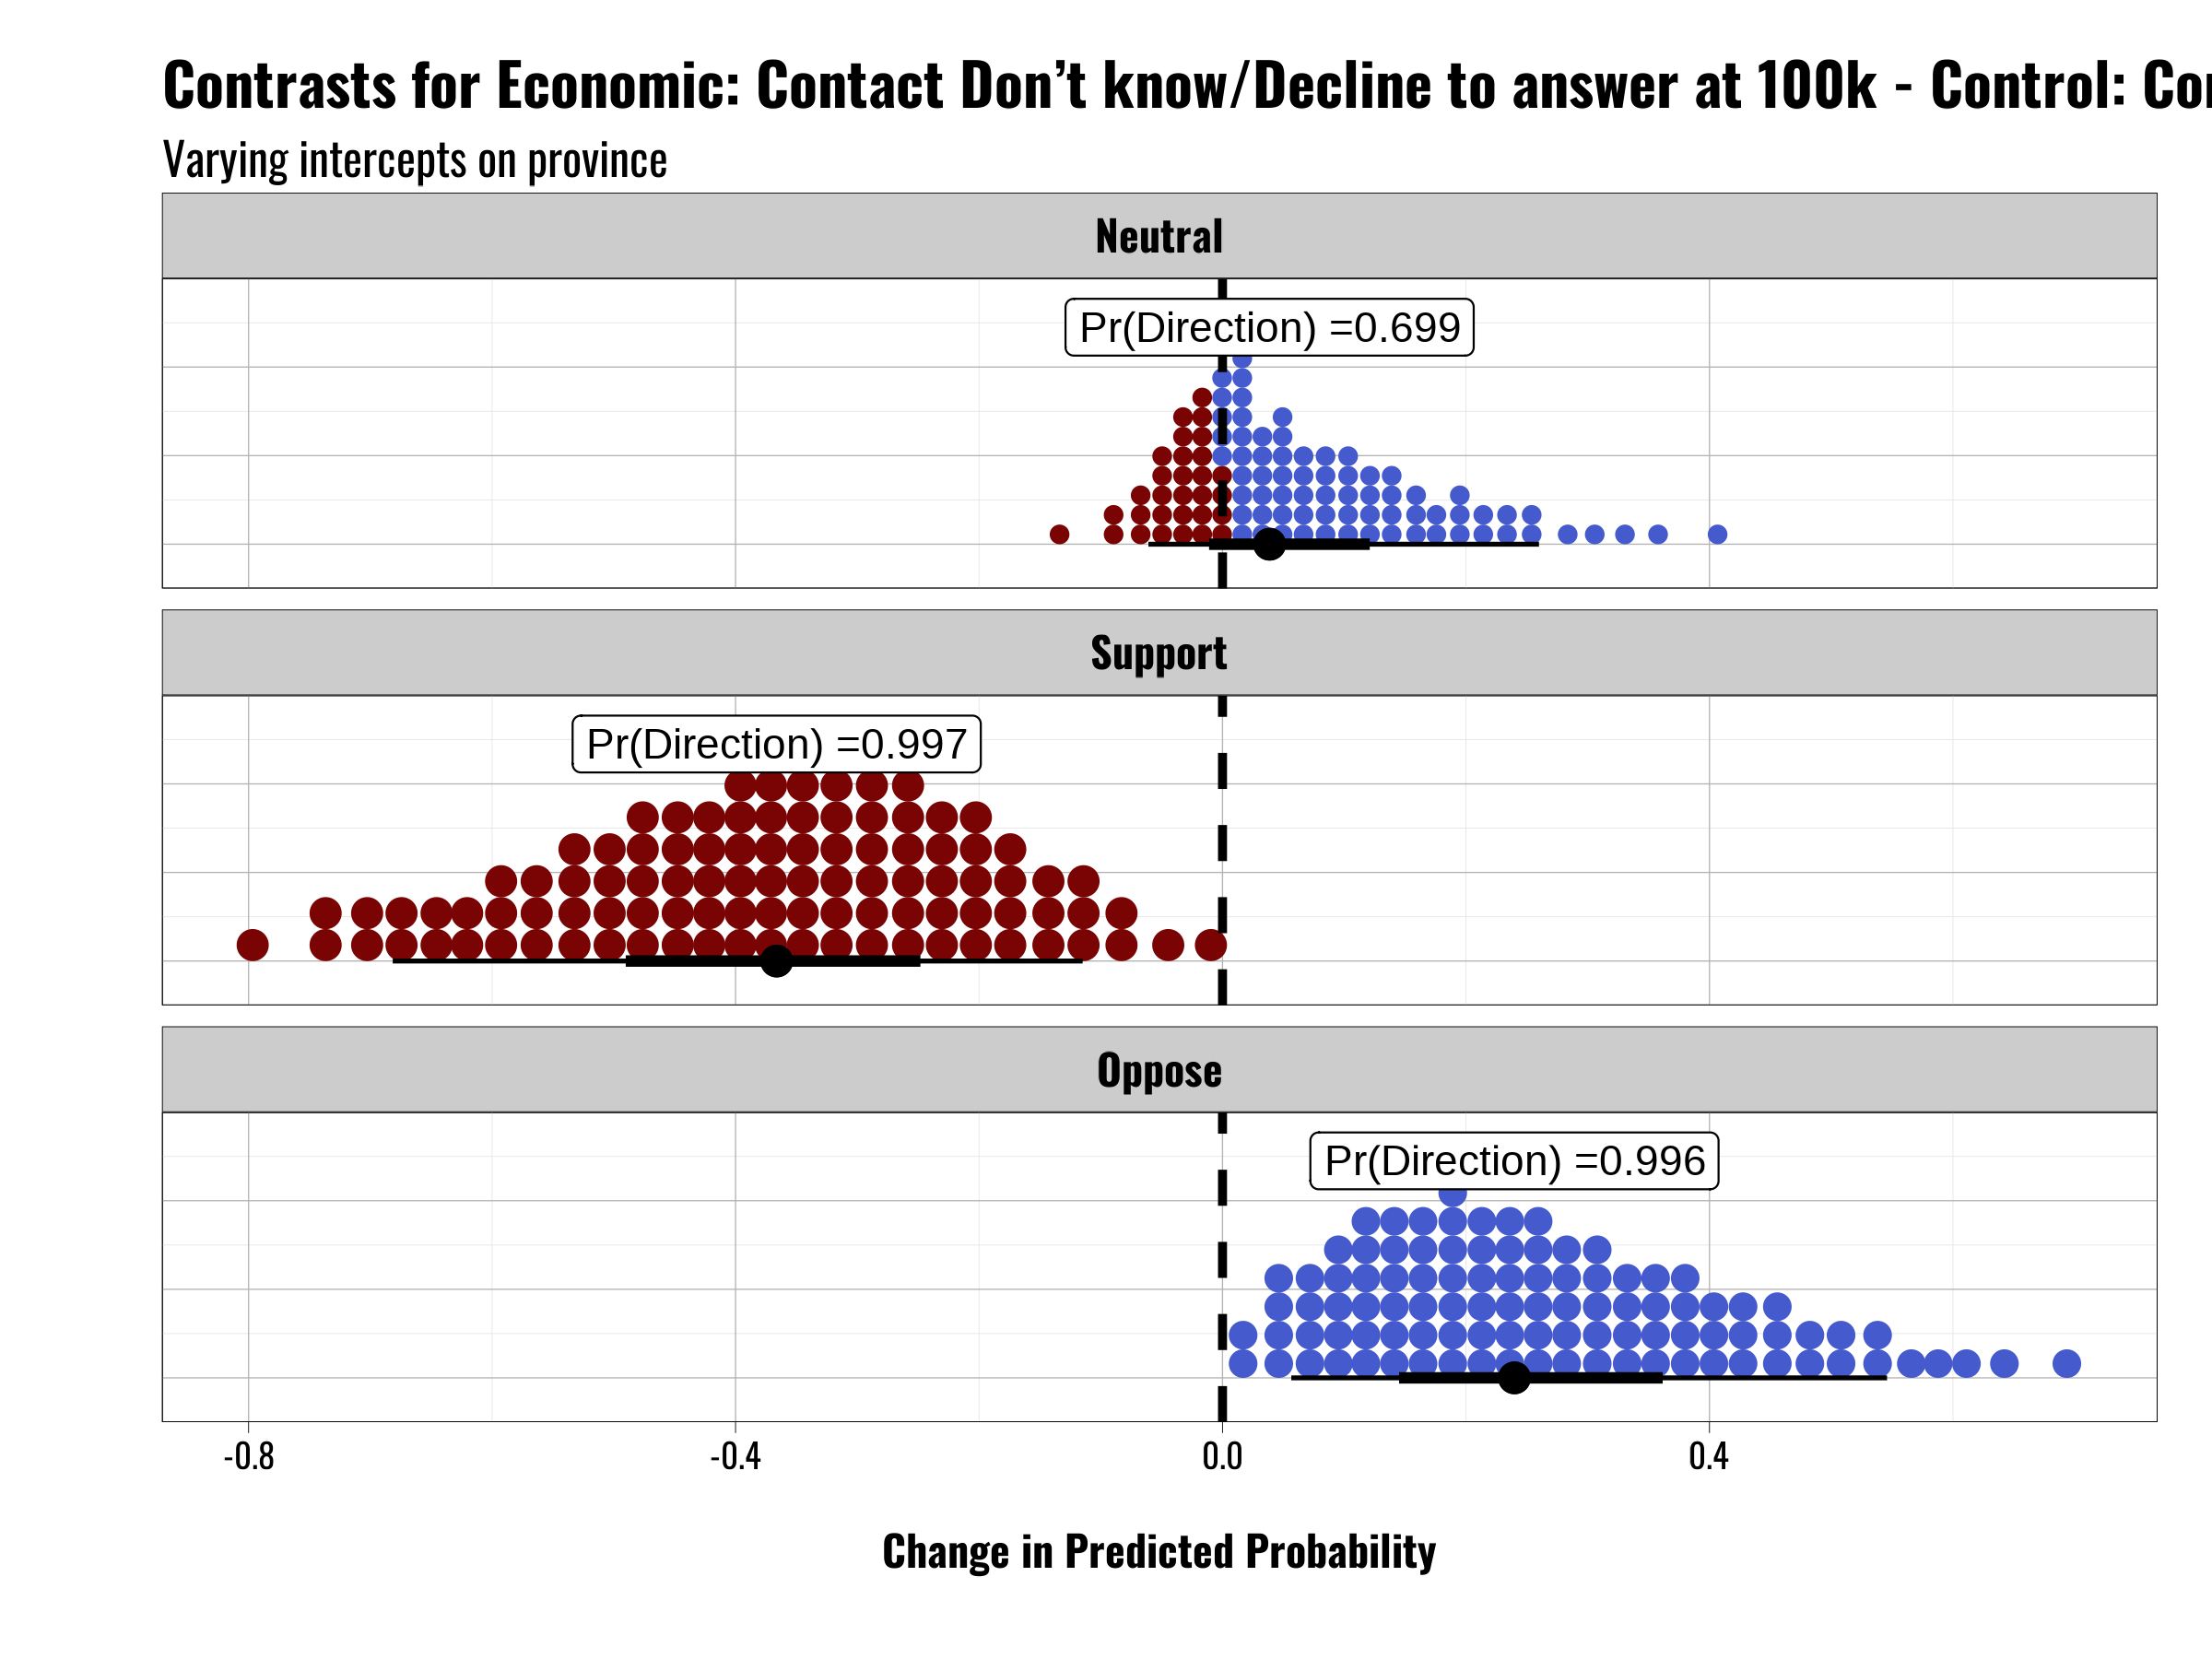 Contrasts for Economic: Contact Don’t know/Decline to answer at 100k - Control:
Varying intercepts on province
Neutral
Pr(Direction) =0.699
Support
Pr(Direction) =0.997
Oppose
Pr(Direction) =0.996
-0.8 -0.4 0.0 0.4
Change in Predicted Probability